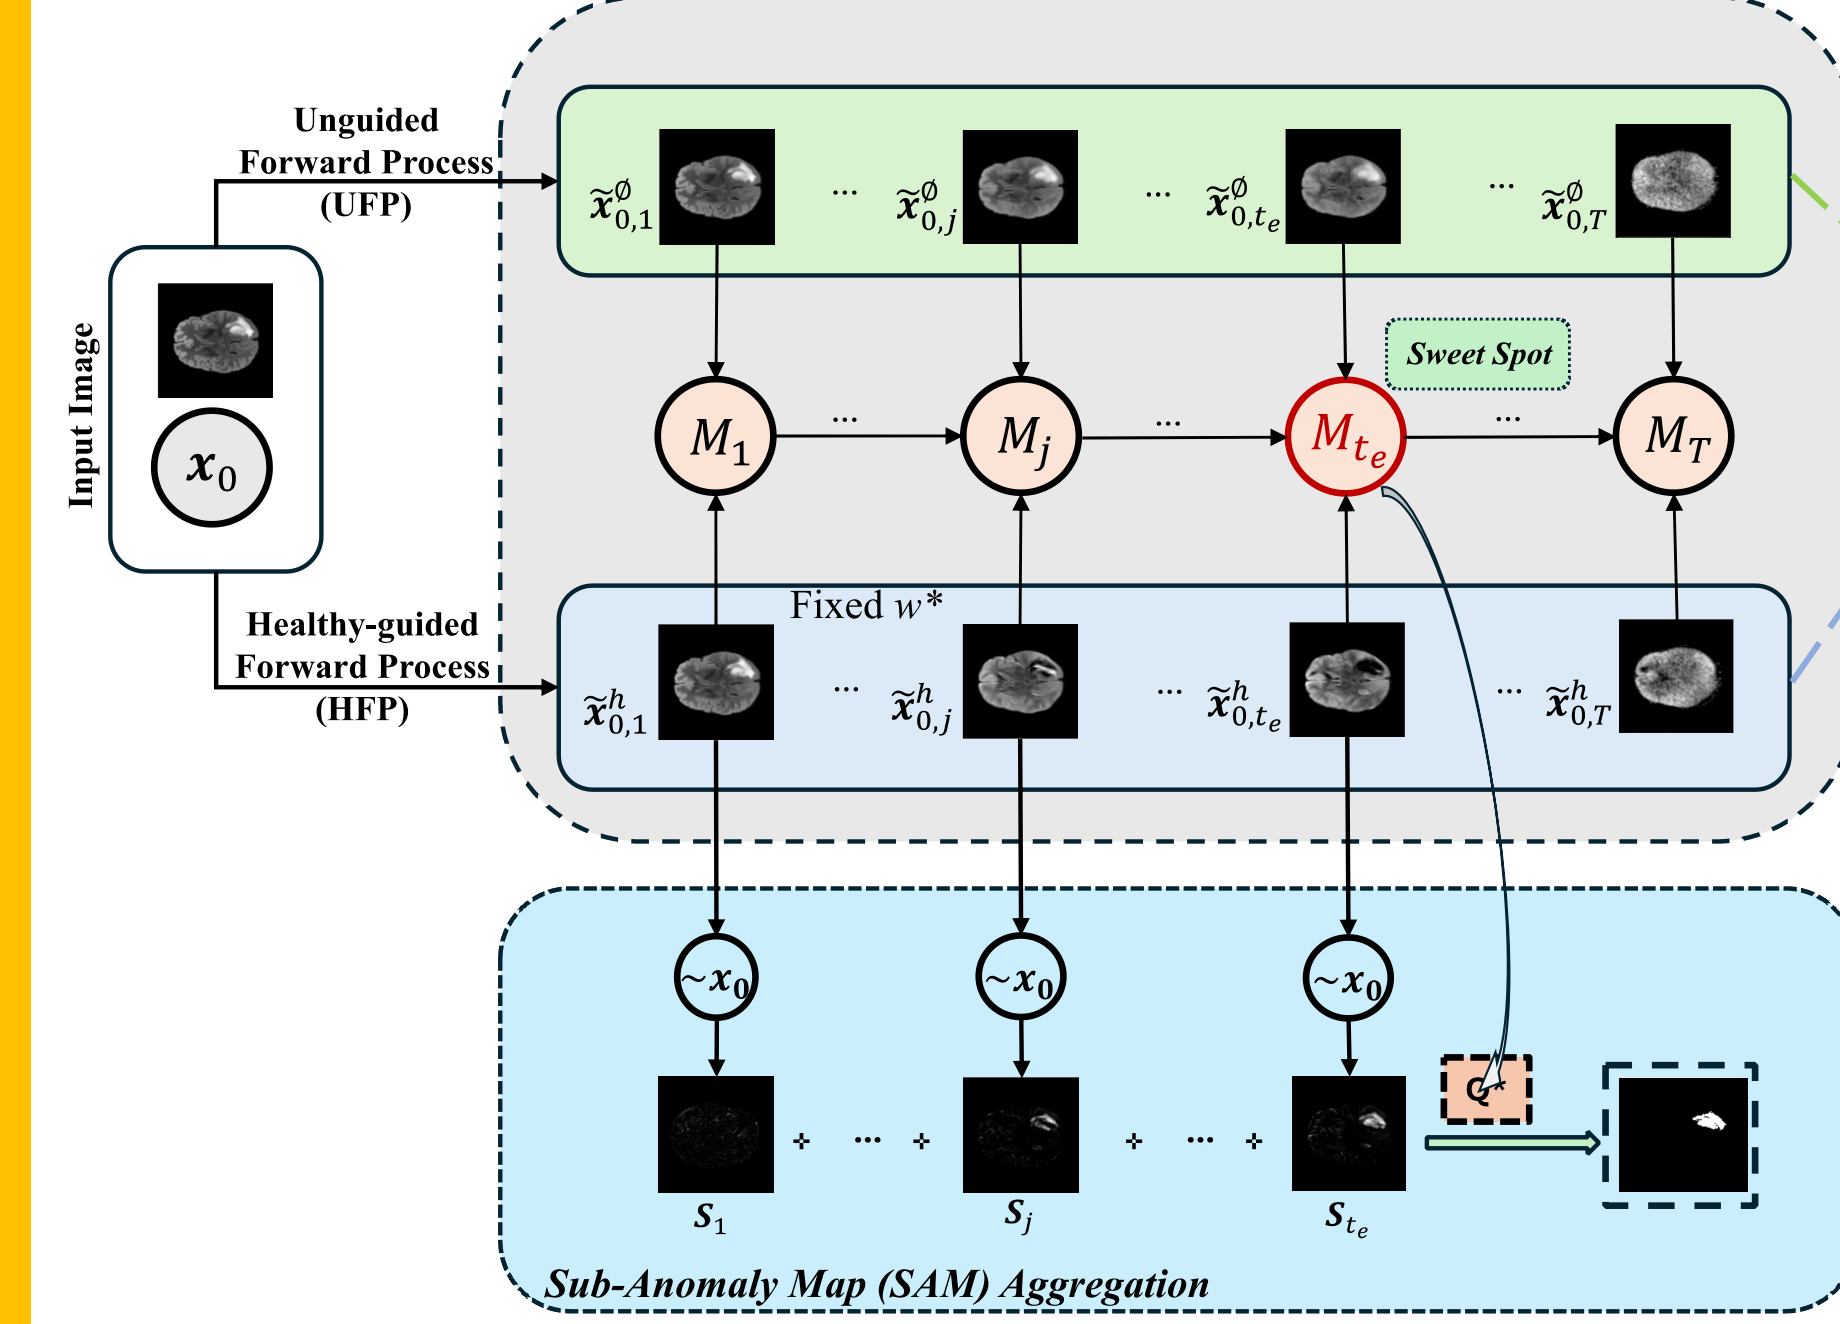 Unguided
Forward Process
(UFP)
x̃^∅_{0,1} ... x̃^∅_{0,j} ... x̃^∅_{0,t_e} ... x̃^∅_{0,T}
Sweet Spot
Input Image
x_0
M_1 ... M_j ... M_{t_e} ... M_T
Fixed w*
Healthy-guided
Forward Process
(HFP)
x̃^h_{0,1} ... x̃^h_{0,j} ... x̃^h_{0,t_e} ... x̃^h_{0,T}
~x_0 ~x_0 ~x_0
Q*
+ ... + + ... +
S_1 S_j S_{t_e}
Sub-Anomaly Map (SAM) Aggregation